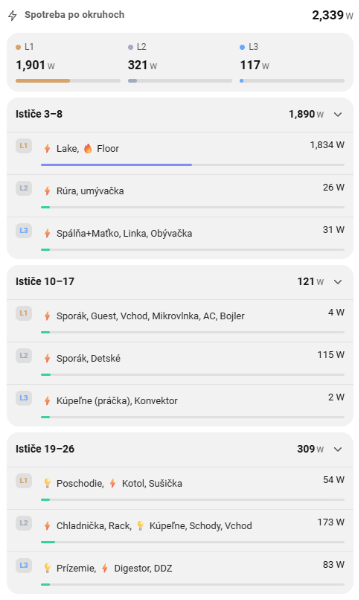 Spotreba po okruhoch 2,339 W
L1 L2 L3
1,901 W 321 W 117 W
Ističe 3–8 1,890 W
L1 Lake, Floor 1,834 W
L2 Rúra, umývačka 26 W
L3 Spálňa+Maťko, Linka, Obývačka 31 W
Ističe 10–17 121 W
L1 Sporák, Guest, Vchod, Mikrovlnka, AC, Bojler 4 W
L2 Sporák, Detské 115 W
L3 Kúpeľne (práčka), Konvektor 2 W
Ističe 19–26 309 W
L1 Poschodie, Kotol, Sušička 54 W
L2 Chladnička, Rack, Kúpeľne, Schody, Vchod 173 W
L3 Prízemie, Digestor, DDZ 83 W